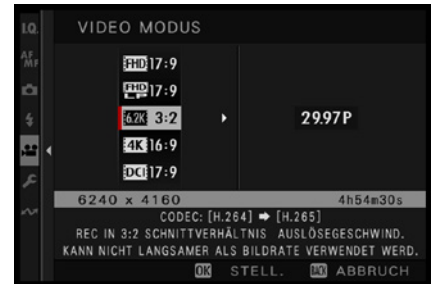 I.Q.
VIDEO MODUS
AF
MF
FHD 17:9
FHD 17:9
6.2K 3:2
29.97P
4K 16:9
DCI 17:9
6240 x 4160 4h54m30s
CODEC: [H.264] ➡ [H.265]
REC IN 3:2 SCHNITTVERHÄLTNIS AUSLÖSEGESCHWIND.
KANN NICHT LANGSAMER ALS BILDRATE VERWENDET WERD.
OK STELL. BACK ABBRUCH